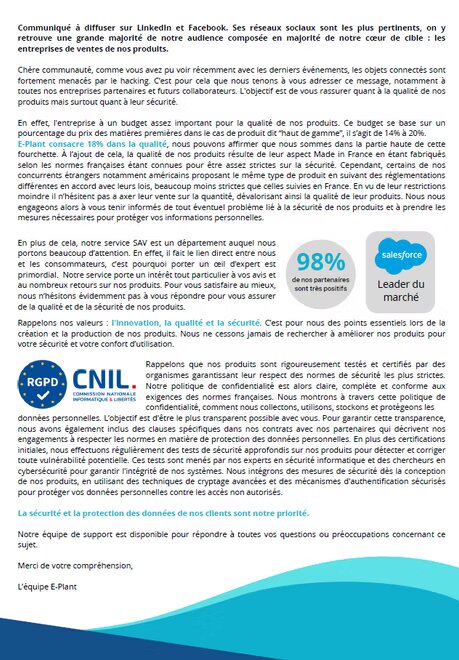 Communiqué à diffuser sur LinkedIn et Facebook. Ses réseaux sociaux sont les plus pertinents, on y
retrouve une grande majorité de notre audience composée en majorité de notre cœur de cible : les
entreprises de ventes de nos produits.
Chère communauté, comme vous avez pu voir récemment avec les derniers événements, les objets connectés sont
fortement menacés par le hacking. C'est pour cela que nous tenons à vous adresser ce message, notamment à
toutes nos entreprises partenaires et futurs collaborateurs. L'objectif est de vous rassurer quant à la qualité de nos
produits mais surtout quant à leur sécurité.
En effet, l'entreprise à un budget assez important pour la qualité de nos produits. Ce budget se base sur un
pourcentage du prix des matières premières dans le cas de produit dit "haut de gamme", il s'agit de 14% à 20%.
E-Plant consacre 18% dans la qualité, nous pouvons affirmer que nous sommes dans la partie haute de cette
fourchette. À l'ajout de cela, la qualité de nos produits résulte de leur aspect Made in France en étant fabriqués
selon les normes françaises étant connues pour être assez strictes sur la sécurité. Cependant, certains de nos
concurrents étrangers notamment américains proposant le même type de produit en suivant des réglementations
différentes en accord avec leurs lois, beaucoup moins strictes que celles suivies en France. En vu de leur restrictions
moindre il n'hésitent pas a axer leur vente sur la quantité, dévalorisant ainsi la qualité de leur produits. Nous nous
engageons alors à vous tenir informés de tout éventuel problème lié à la sécurité de nos produits et à prendre les
mesures nécessaires pour protéger vos informations personnelles.
En plus de cela, notre service SAV est un département auquel nous
portons beaucoup d'attention. En effet, il fait le lien direct entre nous
et les consommateurs, c'est pourquoi porter un œil d'expert est
primordial. Notre service porte un intérêt tout particulier à vos avis et
au nombreux retours sur nos produits. Pour vous satisfaire au mieux,
nous n'hésitons évidemment pas à vous répondre pour vous assurer
de la qualité et de la sécurité de nos produits.
98%
de nos partenaires
sont très positifs
salesforce
Leader du
marché
Rappelons nos valeurs : l'innovation, la qualité et la sécurité. C'est pour nous des points essentiels lors de la
création et la production de nos produits. Nous ne cessons jamais de rechercher à améliorer nos produits pour
votre sécurité et votre confort d'utilisation.
RGPD
CNIL.
COMMISSION NATIONALE
INFORMATIQUE & LIBERTÉS
Rappelons que nos produits sont rigoureusement testés et certifiés par des
organismes garantissant leur respect des normes de sécurité les plus strictes.
Notre politique de confidentialité est alors claire, complète et conforme aux
exigences des normes françaises. Nous montrons à travers cette politique de
confidentialité, comment nous collectons, utilisons, stockons et protégeons les
données personnelles. L'objectif est d'être le plus transparent possible avec vous. Pour garantir cette transparence,
nous avons également inclus des clauses spécifiques dans nos contrats avec nos partenaires qui décrivent nos
engagements à respecter les normes en matière de protection des données personnelles. En plus des certifications
initiales, nous effectuons régulièrement des tests de sécurité approfondis sur nos produits pour détecter et corriger
toute vulnérabilité potentielle. Ces tests sont menés par nos experts en sécurité informatique et des chercheurs en
cybersécurité pour garantir l'intégrité de nos systèmes. Nous intégrons des mesures de sécurité dès la conception
de nos produits, en utilisant des techniques de cryptage avancées et des mécanismes d'authentification sécurisés
pour protéger vos données personnelles contre les accès non autorisés.
La sécurité et la protection des données de nos clients sont notre priorité.
Notre équipe de support est disponible pour répondre à toutes vos questions ou préoccupations concernant ce
sujet.
Merci de votre compréhension,
L'équipe E-Plant